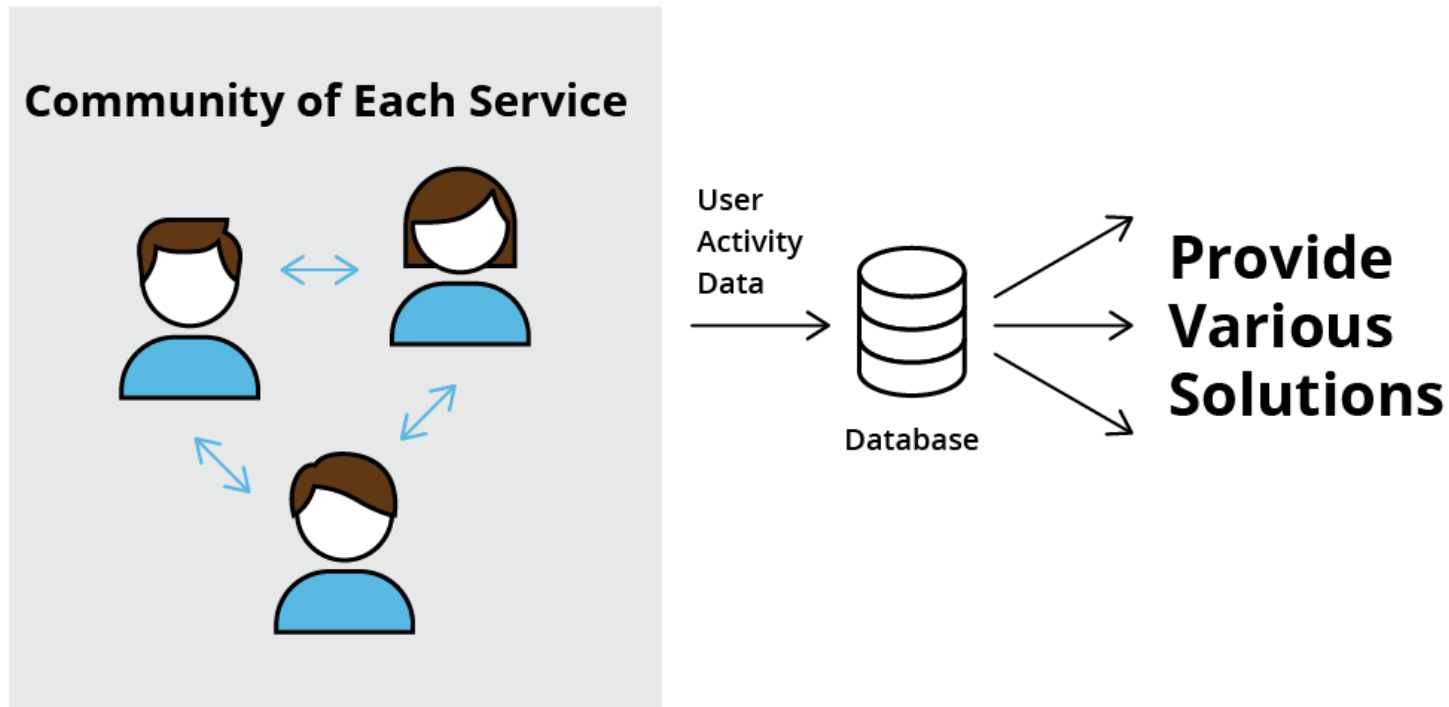 Community of Each Service
User
Activity
Data
Database
Provide
Various
Solutions